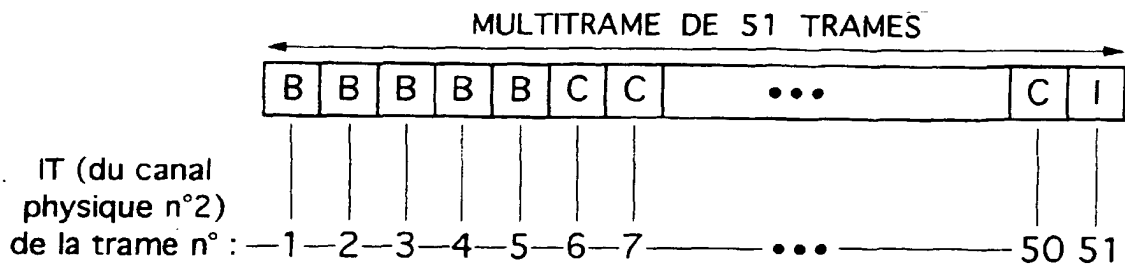 MULTITRAME DE 51 TRAMES
B B B B B C C ••• C I
IT (du canal
physique n°2)
de la trame n° : —1—2—3—4—5—6—7— ••• —50 51